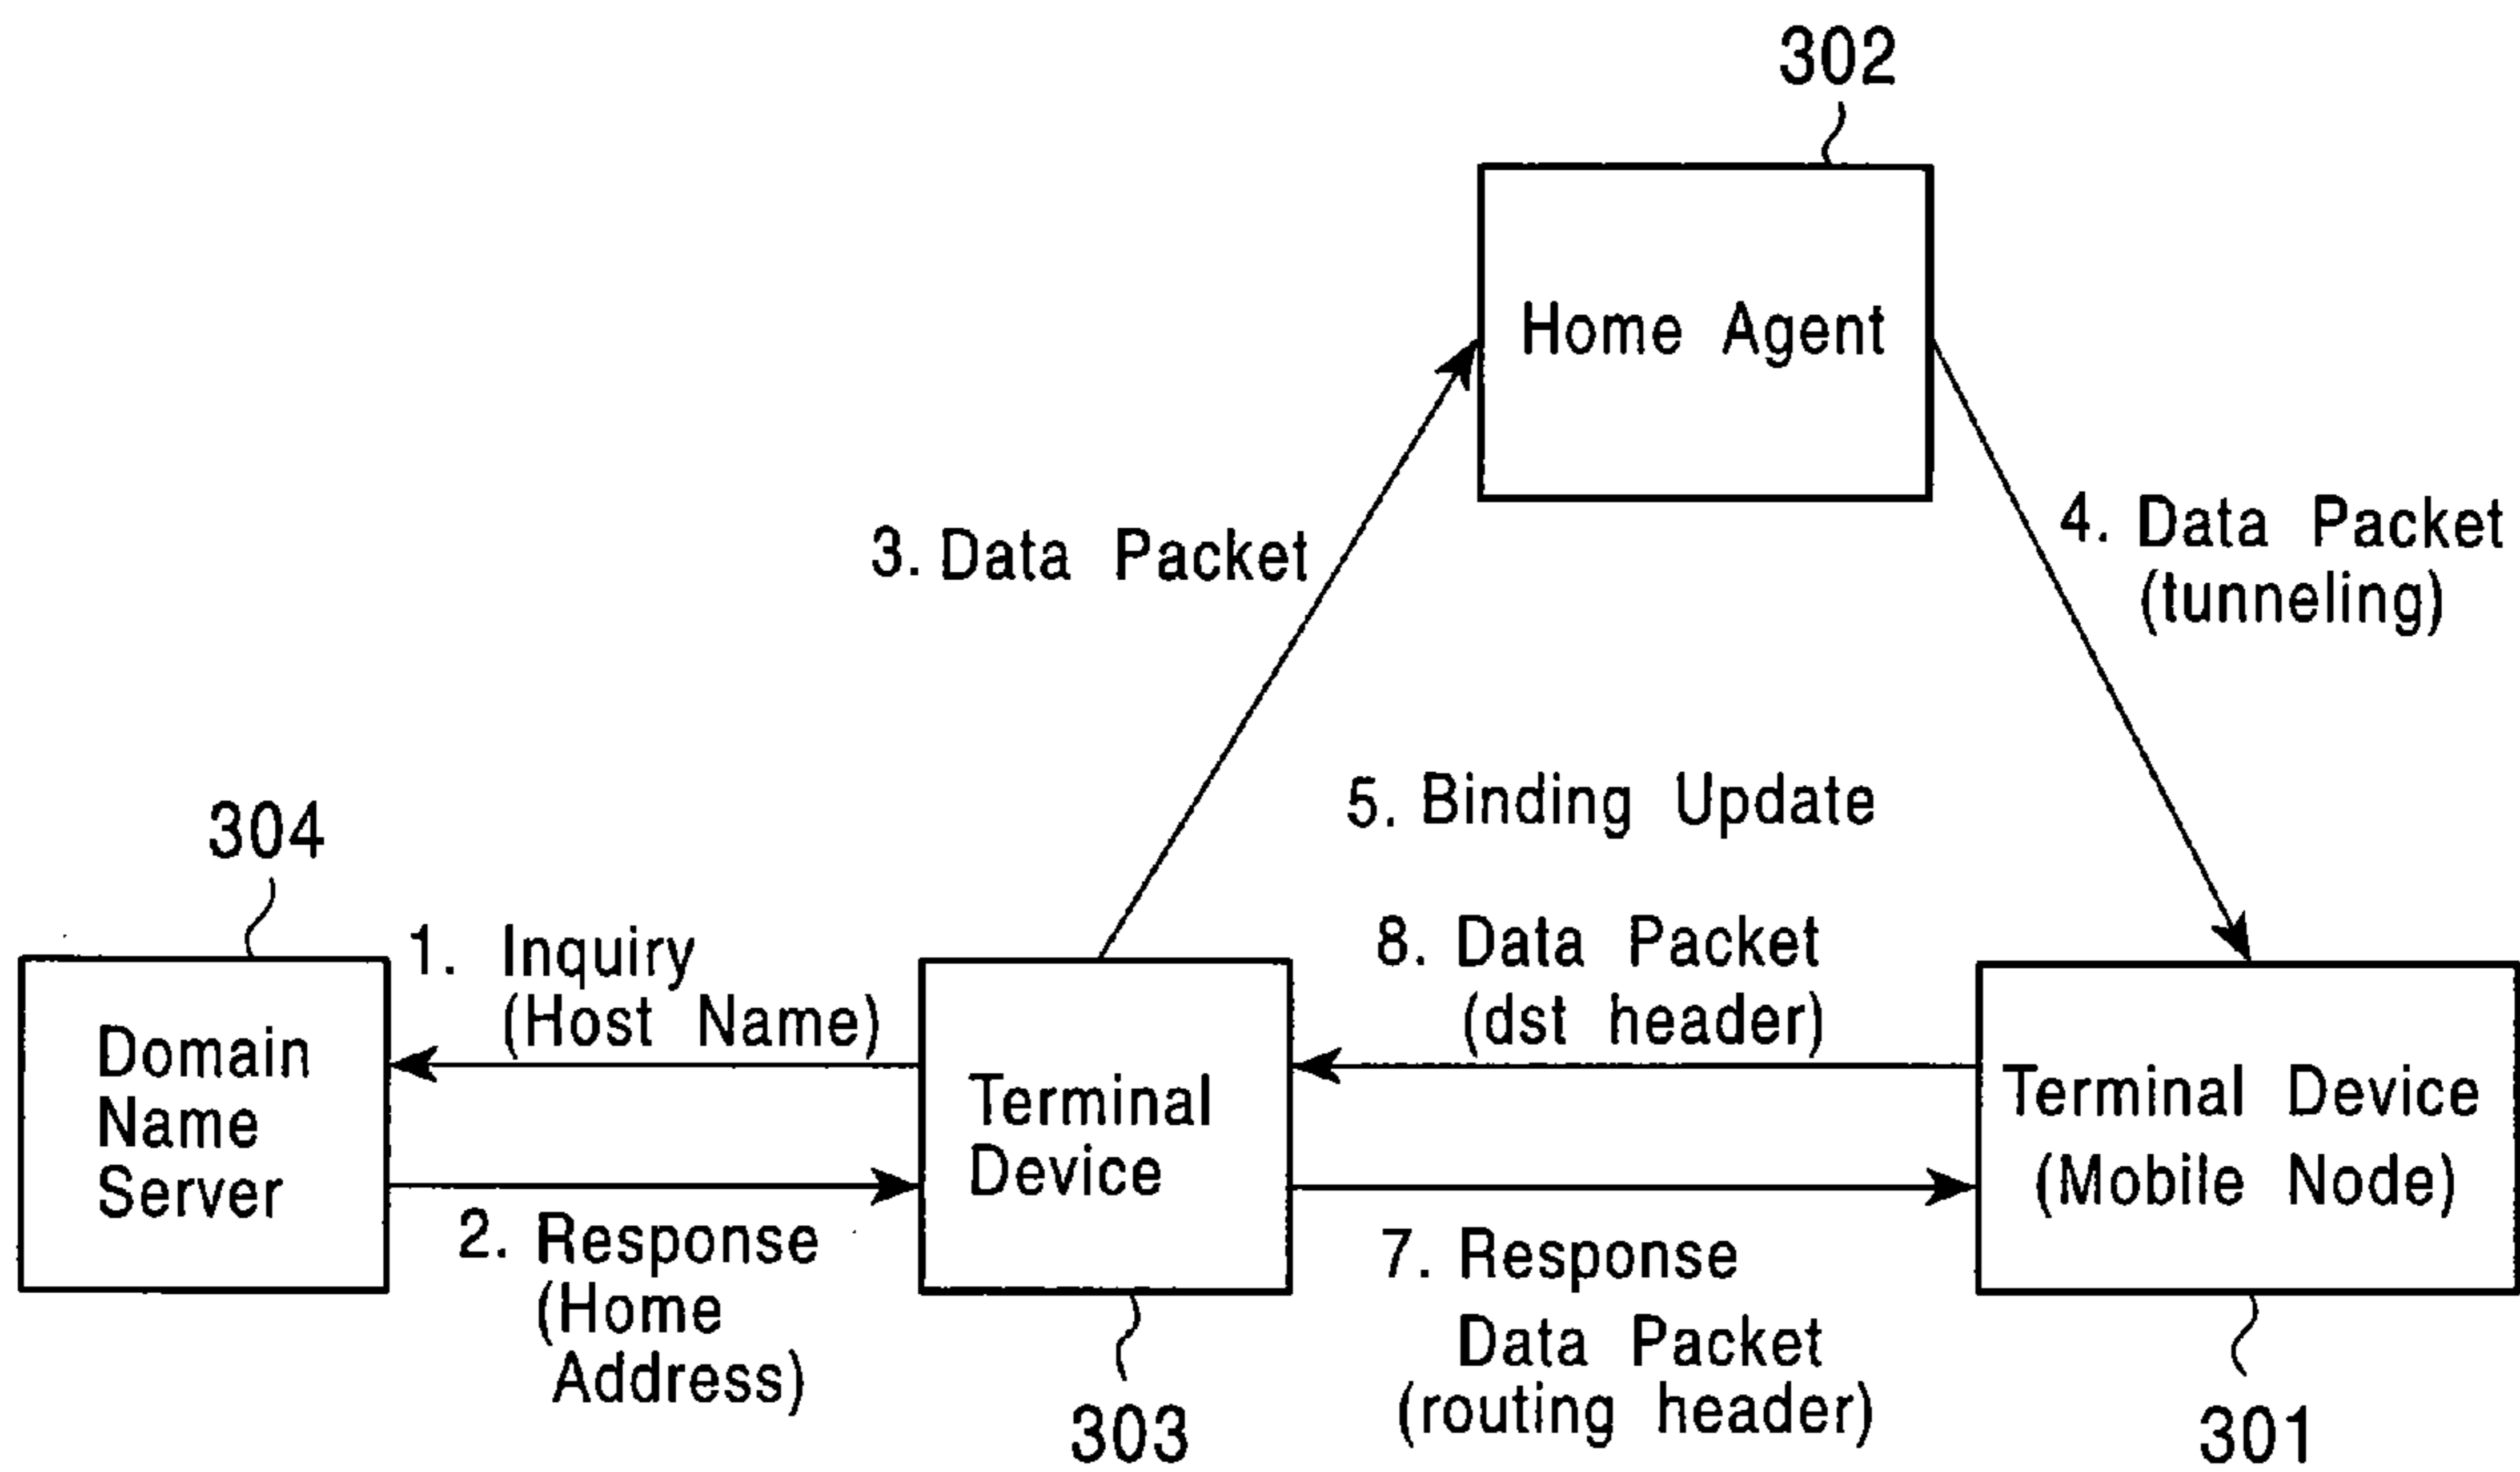 302
Home Agent
3. Data Packet
4. Data Packet
(tunneling)
5. Binding Update
304
1. Inquiry
(Host Name)
8. Data Packet
(dst header)
Domain
Name
Server
Terminal
Device
Terminal Device
(Mobile Node)
2. Response
(Home
Address)
7. Response
Data Packet
(routing header)
303
301